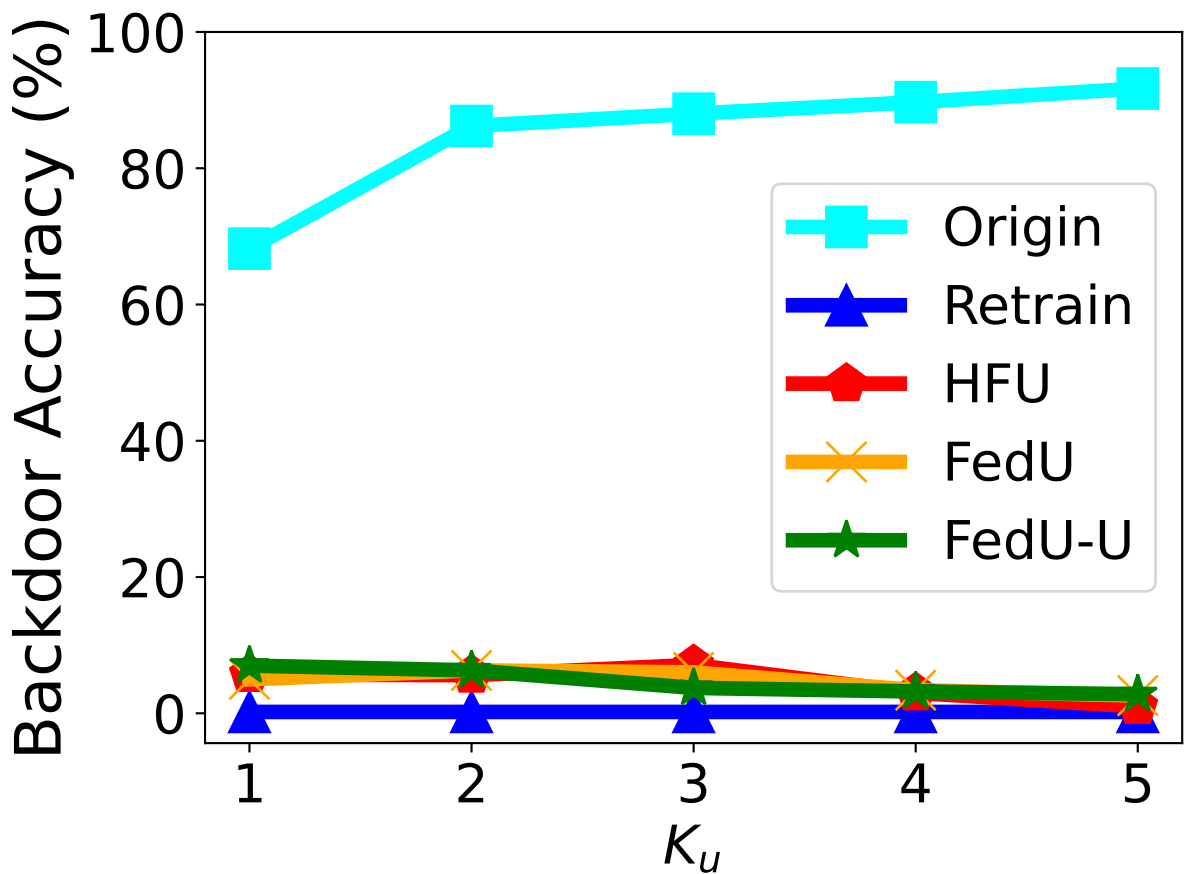 Backdoor Accuracy (%)
100
80
60
40
20
0
Origin
Retrain
HFU
FedU
FedU-U
1 2 3 4 5
K_u